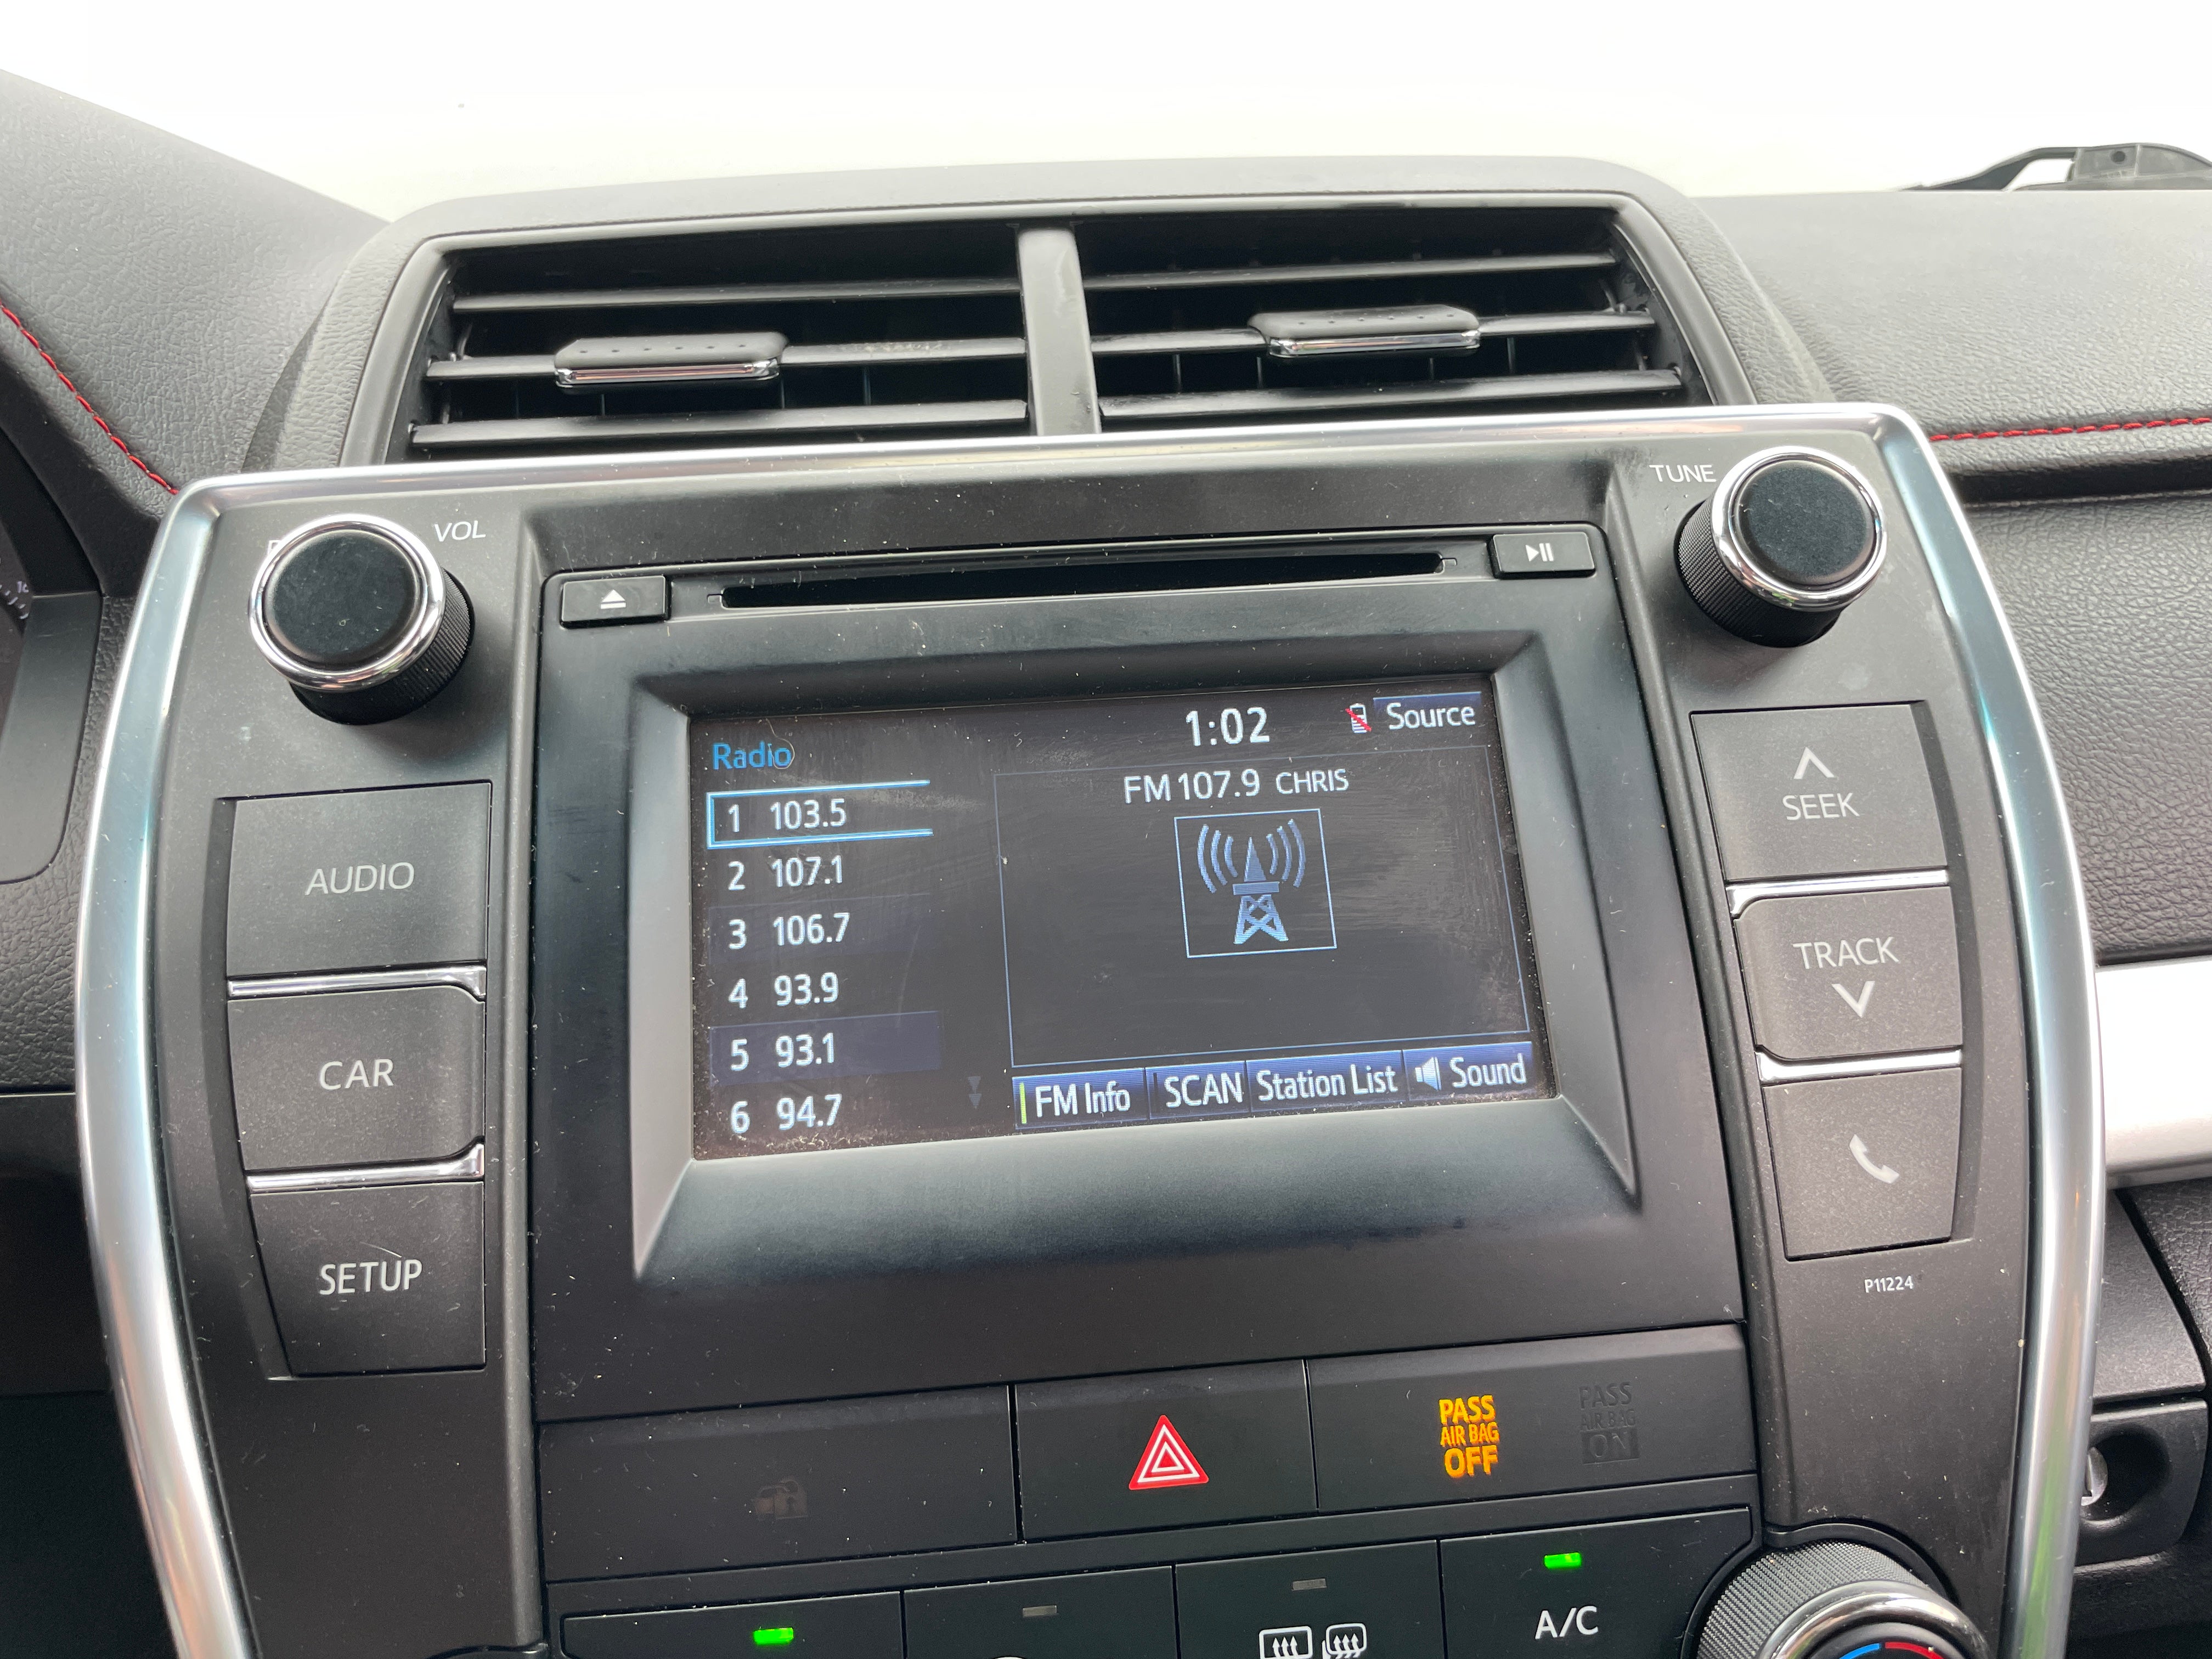 VOL
TUNE
1:02
Source
Radio
FM 107.9 CHRIS
1 103.5
2 107.1
3 106.7
4 93.9
5 93.1
6 94.7
FM Info
SCAN
Station List
Sound
AUDIO
CAR
SETUP
SEEK
TRACK
P11224
PASS
AIR BAG
OFF
PASS
AIR BAG
ON
A/C